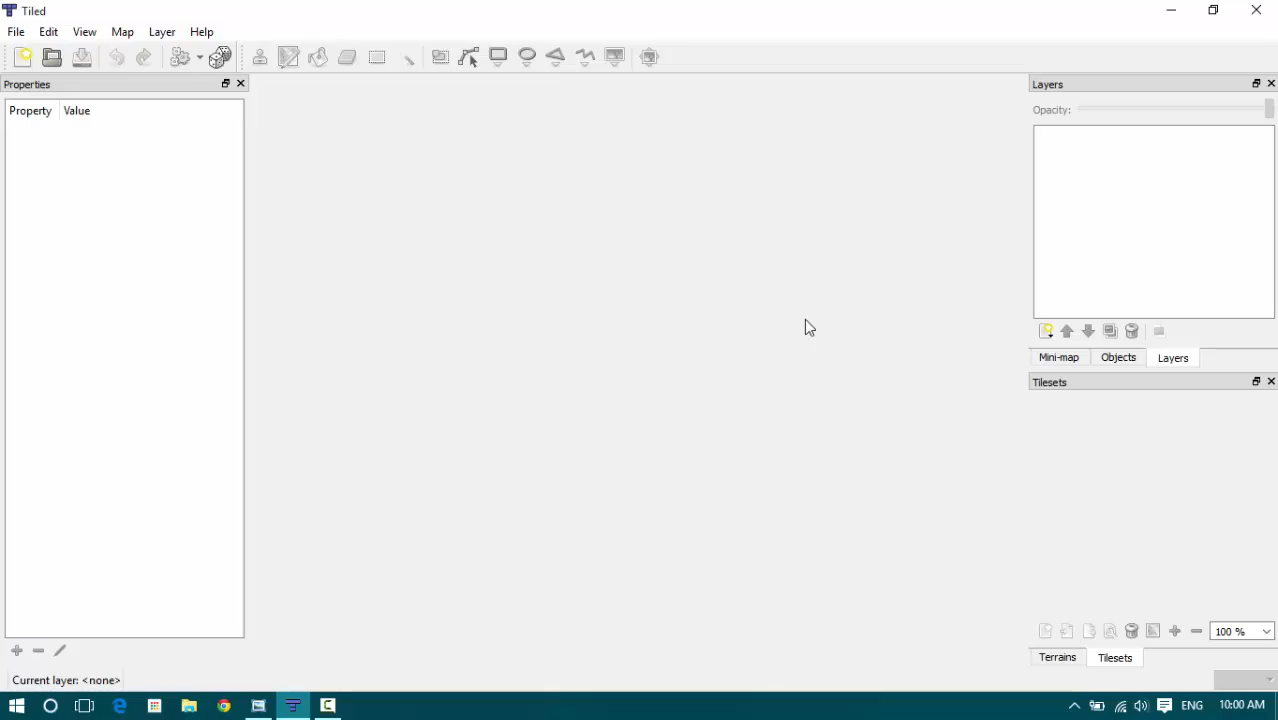 Tiled
File Edit View Map Layer Help
Properties
Property Value
Layers
Opacity:
Mini-map Objects Layers
Tilesets
100 %
Terrains Tilesets
Current layer: <none>
ENG 10:00 AM